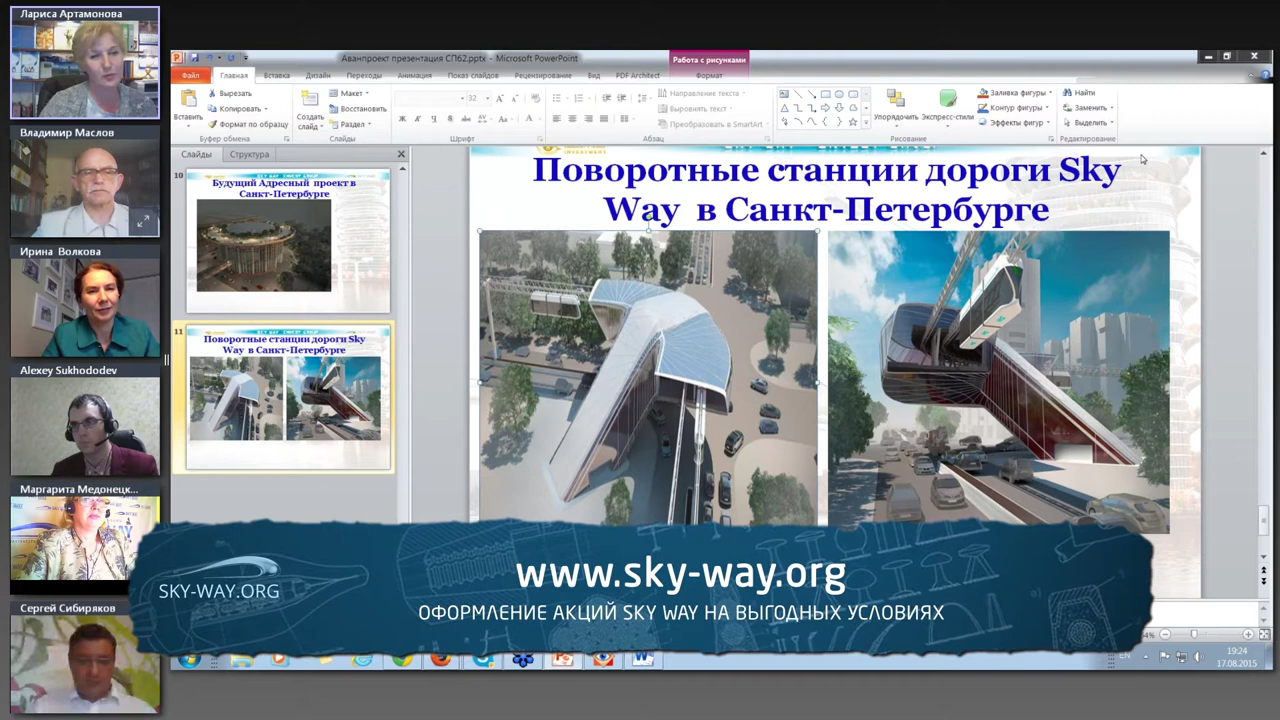 Лариса Артамонова
Владимир Маслов
Ирина Волкова
Alexey Sukhododev
Маргарита Медонецк...
Сергей Сибиряков
Аванпроект презентация СП62.pptx - Microsoft PowerPoint
Работа с рисунками
Файл Главная Вставка Дизайн Переходы Анимация Показ слайдов Рецензирование Вид PDF Architect Формат
Вставить
Вырезать
Копировать
Формат по образцу
Буфер обмена
Создать слайд
Макет
Восстановить
Раздел
Слайды
32
Шрифт
Направление текста
Выровнять текст
Преобразовать в SmartArt
Абзац
Упорядочить
Экспресс-стили
Заливка фигуры
Контур фигуры
Эффекты фигур
Рисование
Найти
Заменить
Выделить
Редактирование
Слайды Структура
10
Будущий Адресный проект в
Санкт-Петербурге
11
Поворотные станции дороги Sky
Way в Санкт-Петербурге
Поворотные станции дороги Sky
Way в Санкт-Петербурге
SKY-WAY.ORG
www.sky-way.org
ОФОРМЛЕНИЕ АКЦИЙ SKY WAY НА ВЫГОДНЫХ УСЛОВИЯХ
EN
19:24
17.08.2015